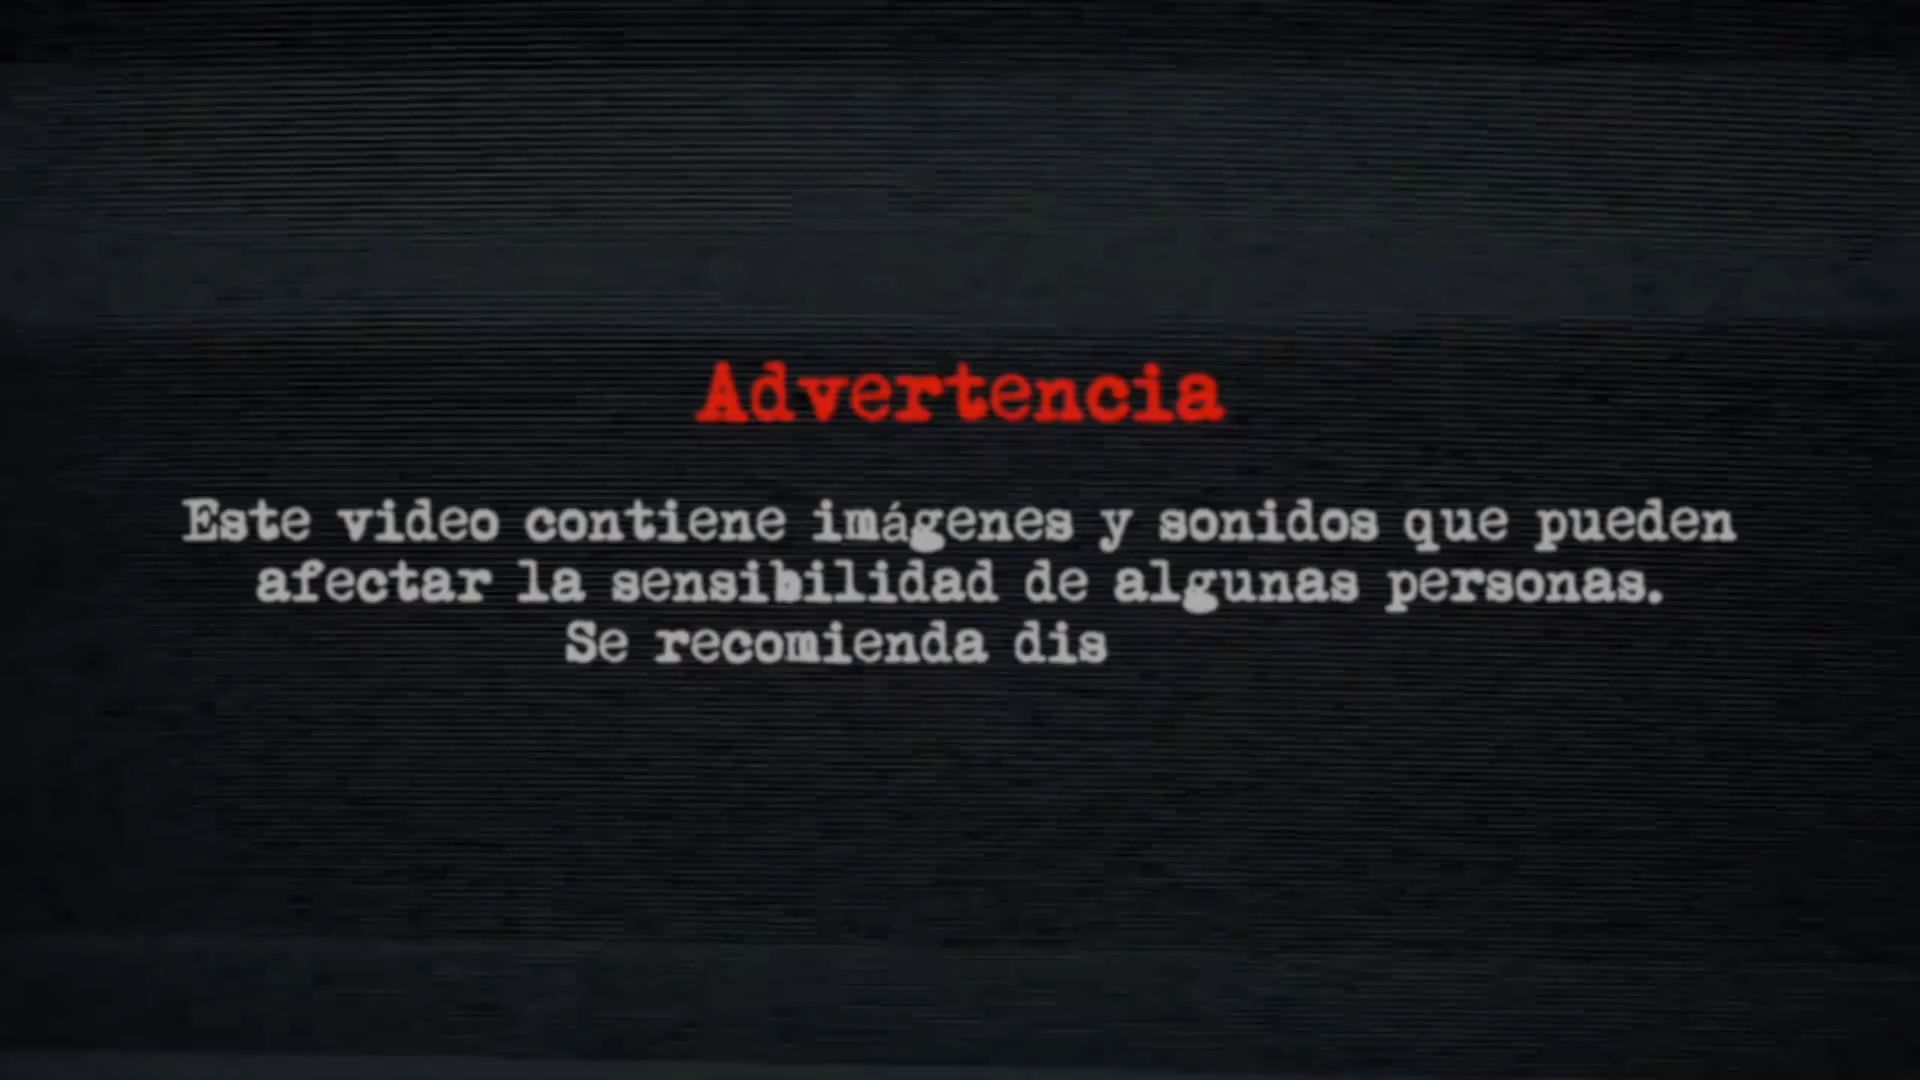 Advertencia
Este video contiene imágenes y sonidos que pueden
afectar la sensibilidad de algunas personas.
Se recomienda dis